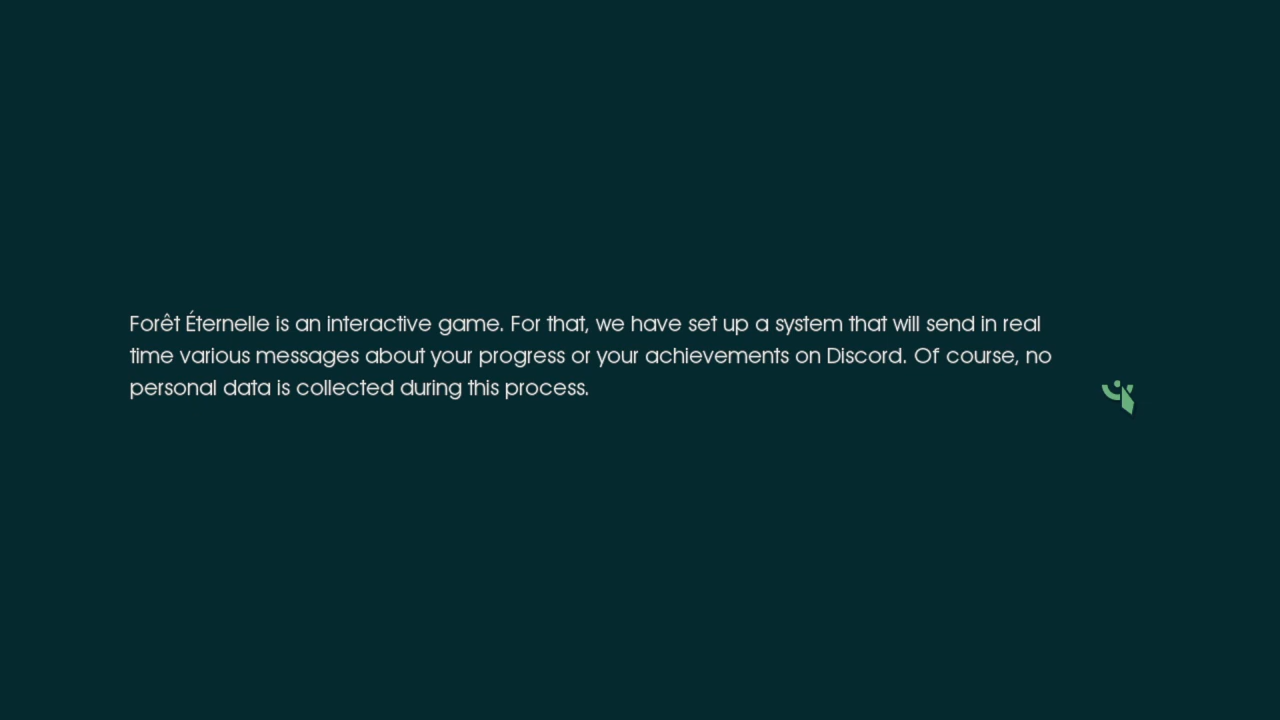 Forêt Éternelle is an interactive game. For that, we have set up a system that will send in real
time various messages about your progress or your achievements on Discord. Of course, no
personal data is collected during this process.